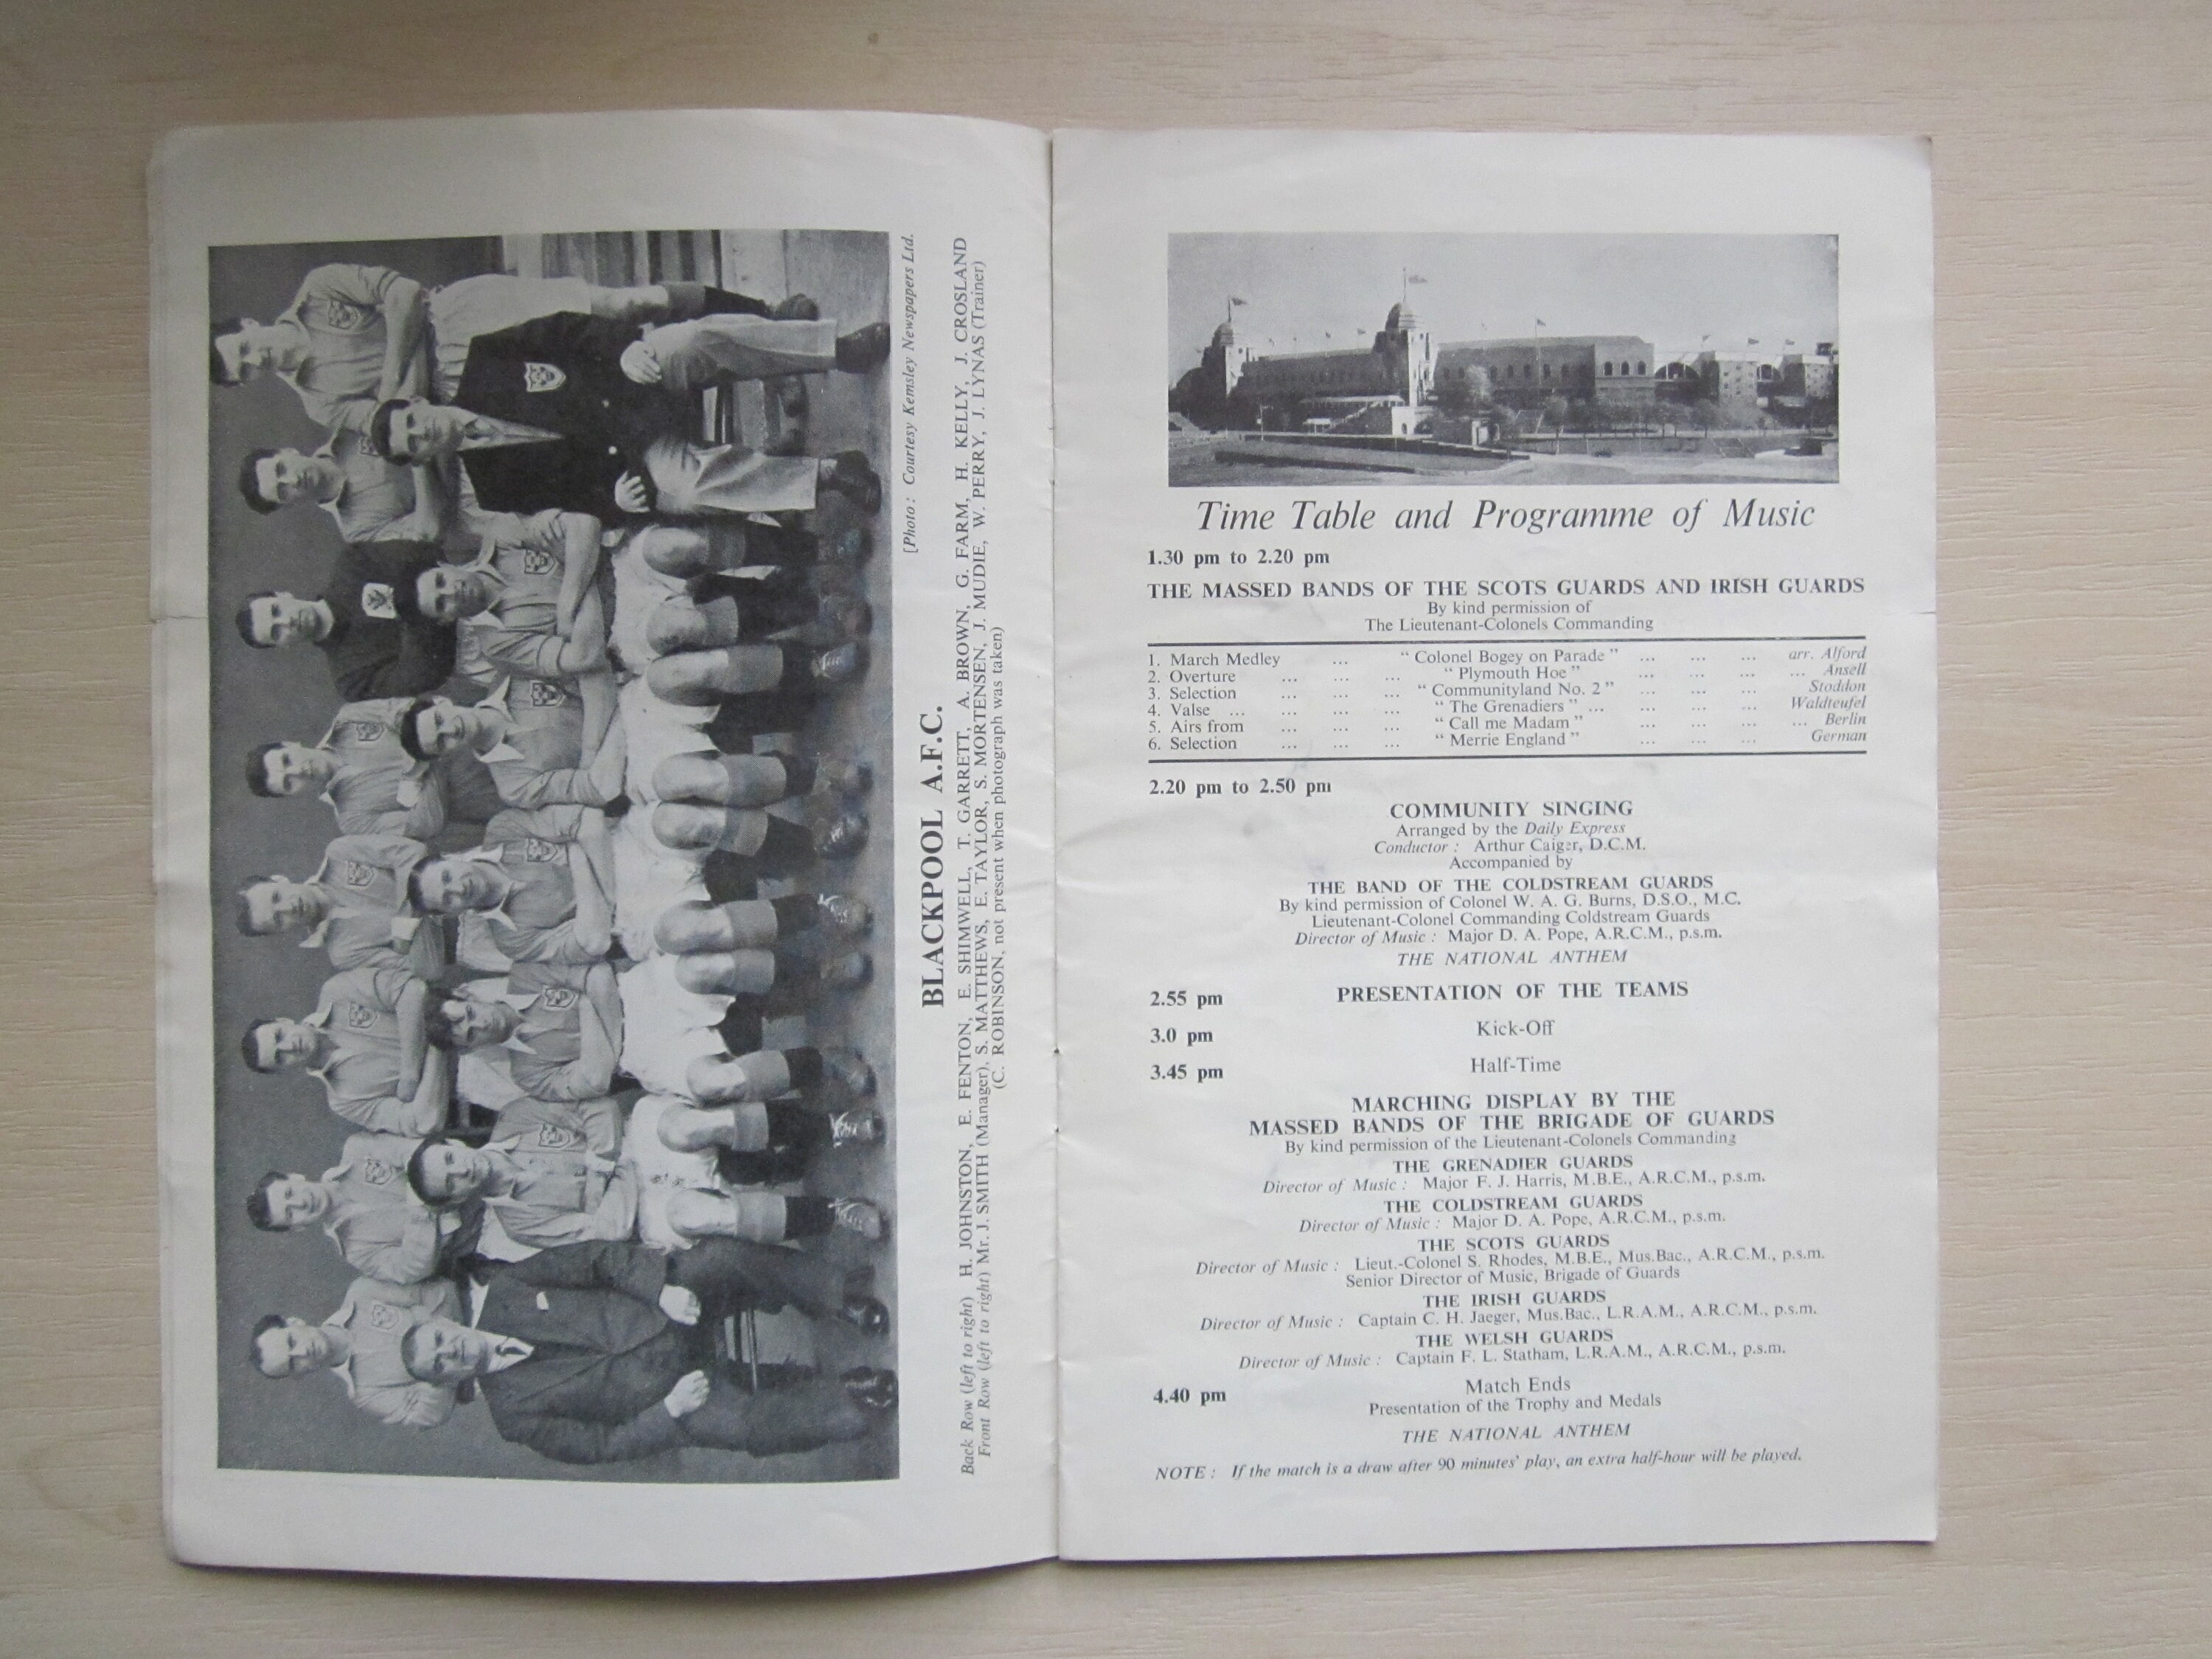 [Photo: Courtesy Kemsley Newspapers Ltd.
BLACKPOOL A.F.C.
Back Row (left to right) H. JOHNSTON, E. FENTON, E. SHIMWELL, T. GARRETT, A. BROWN, G. FARM, H. KELLY, J. CROSLAND
Front Row (left to right) Mr. J. SMITH (Manager), S. MATTHEWS, E. TAYLOR, S. MORTENSEN, J. MUDIE, W. PERRY, J. LYNAS (Trainer)
(C. ROBINSON, not present when photograph was taken)
Time Table and Programme of Music
1.30 pm to 2.20 pm
THE MASSED BANDS OF THE SCOTS GUARDS AND IRISH GUARDS
By kind permission of
The Lieutenant-Colonels Commanding
1. March Medley ... " Colonel Bogey on Parade " ... ... ... arr. Alford
2. Overture ... ... ... " Plymouth Hoe " ... ... ... ... Ansell
3. Selection ... ... ... " Communityland No. 2 " ... ... ... Stoddon
4. Valse ... ... ... ... " The Grenadiers " ... ... ... ... Waldteufel
5. Airs from ... ... ... " Call me Madam " ... ... ... ... Berlin
6. Selection ... ... ... " Merrie England " ... ... ... German
2.20 pm to 2.50 pm
COMMUNITY SINGING
Arranged by the Daily Express
Conductor : Arthur Caiger, D.C.M.
Accompanied by
THE BAND OF THE COLDSTREAM GUARDS
By kind permission of Colonel W. A. G. Burns, D.S.O., M.C.
Lieutenant-Colonel Commanding Coldstream Guards
Director of Music : Major D. A. Pope, A.R.C.M., p.s.m.
THE NATIONAL ANTHEM
2.55 pm PRESENTATION OF THE TEAMS
3.0 pm Kick-Off
3.45 pm Half-Time
MARCHING DISPLAY BY THE
MASSED BANDS OF THE BRIGADE OF GUARDS
By kind permission of the Lieutenant-Colonels Commanding
THE GRENADIER GUARDS
Director of Music : Major F. J. Harris, M.B.E., A.R.C.M., p.s.m.
THE COLDSTREAM GUARDS
Director of Music : Major D. A. Pope, A.R.C.M., p.s.m.
THE SCOTS GUARDS
Director of Music : Lieut.-Colonel S. Rhodes, M.B.E., Mus.Bac., A.R.C.M., p.s.m.
Senior Director of Music, Brigade of Guards
THE IRISH GUARDS
Director of Music : Captain C. H. Jaeger, Mus.Bac., L.R.A.M., A.R.C.M., p.s.m.
THE WELSH GUARDS
Director of Music : Captain F. L. Statham, L.R.A.M., A.R.C.M., p.s.m.
4.40 pm Match Ends
Presentation of the Trophy and Medals
THE NATIONAL ANTHEM
NOTE : If the match is a draw after 90 minutes' play, an extra half-hour will be played.